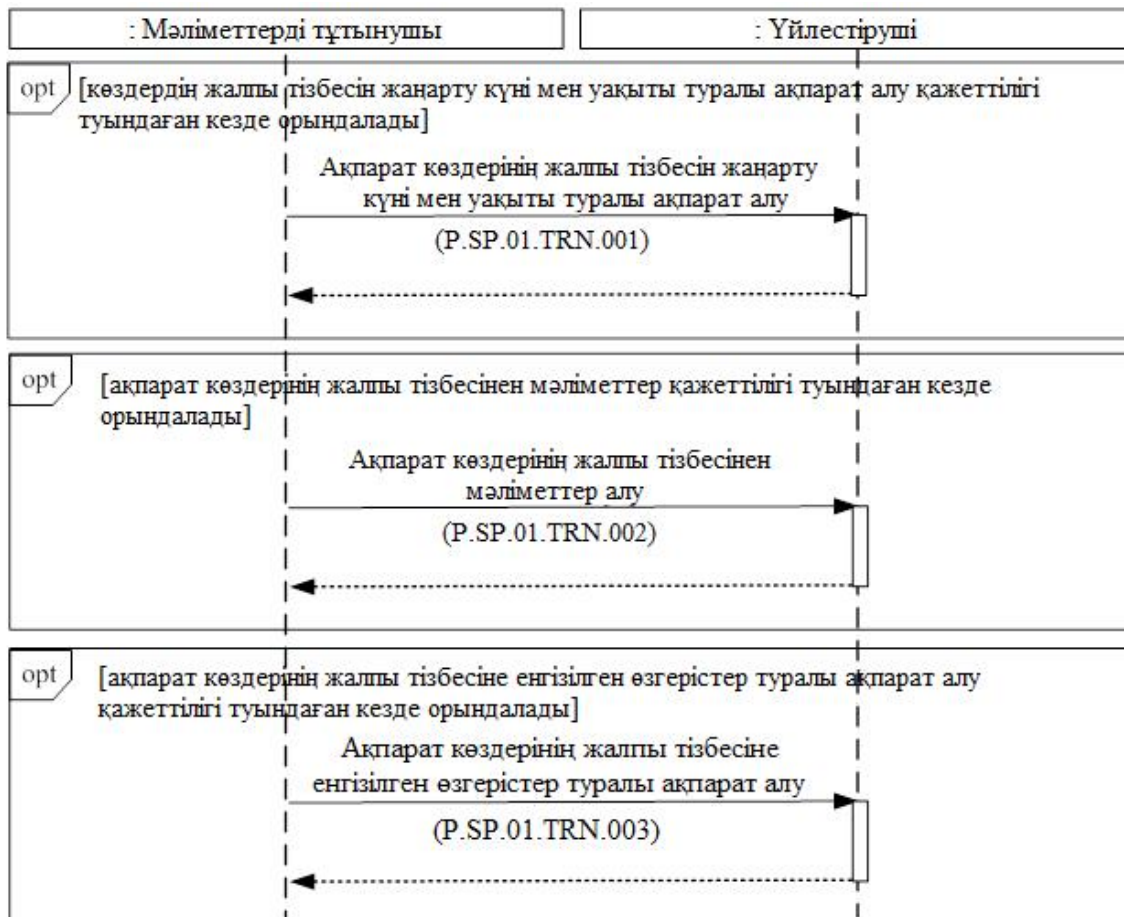 : Мәліметтерді тұтынушы
: Үйлестіруші
opt
[көздердің жалпы тізбесін жаңарту күні мен уақыты туралы ақпарат алу қажеттілігі
туындаған кезде орындалады]
Ақпарат көздерінің жалпы тізбесін жаңарту
күні мен уақыты туралы ақпарат алу
(P.SP.01.TRN.001)
opt
[ақпарат көздерінің жалпы тізбесінен мәліметтер қажеттілігі туындаған кезде
орындалады]
Ақпарат көздерінің жалпы тізбесінен
мәліметтер алу
(P.SP.01.TRN.002)
opt
[ақпарат көздерінің жалпы тізбесіне енгізілген өзгерістер туралы ақпарат алу
қажеттілігі туындаған кезде орындалады]
Ақпарат көздерінің жалпы тізбесіне
енгізілген өзгерістер туралы ақпарат алу
(P.SP.01.TRN.003)